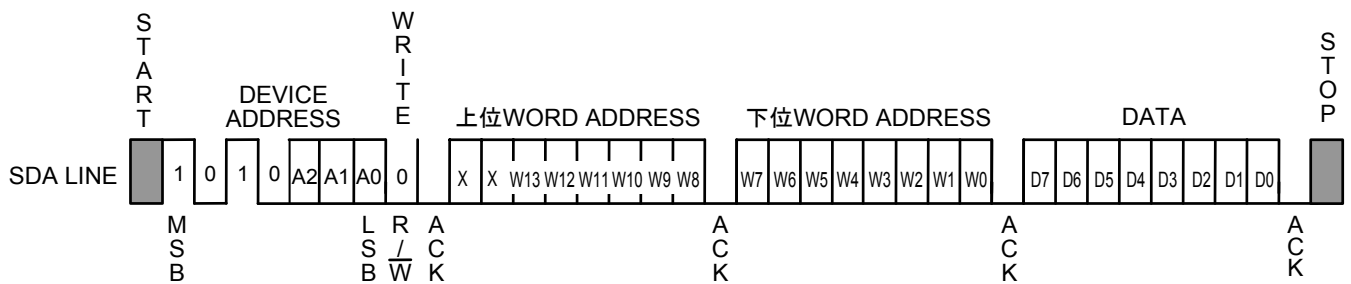 START
WRITE
STOP
DEVICE
ADDRESS
上位WORD ADDRESS
下位WORD ADDRESS
DATA
SDA LINE
1 0 1 0 A2 A1 A0 0
X X W13 W12 W11 W10 W9 W8
W7 W6 W5 W4 W3 W2 W1 W0
D7 D6 D5 D4 D3 D2 D1 D0
MSB
LSB
R/W
ACK
ACK
ACK
ACK